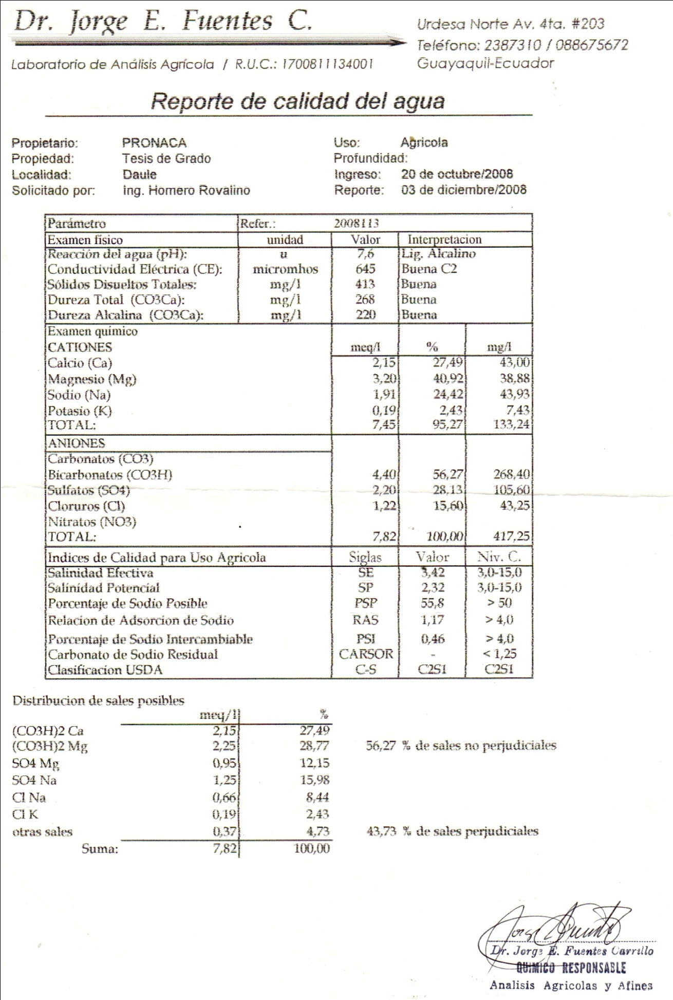 Dr. Jorge E. Fuentes C.
Urdesa Norte Av. 4ta. #203
Teléfono: 2387310 / 088675672
Laboratorio de Análisis Agrícola / R.U.C.: 1700811134001
Guayaquil-Ecuador
Reporte de calidad del agua
Propietario: PRONACA Uso: Agricola
Propiedad: Tesis de Grado Profundidad:
Localidad: Daule Ingreso: 20 de octubre/2008
Solicitado por: Ing. Homero Rovalino Reporte: 03 de diciembre/2008
Parámetro Refer.: 2008113
Examen físico unidad Valor Interpretacion
Reacción del agua (pH): u 7,6 Lig. Alcalino
Conductividad Eléctrica (CE): micromhos 645 Buena C2
Sólidos Disueltos Totales: mg/l 413 Buena
Dureza Total (CO3Ca): mg/l 268 Buena
Dureza Alcalina (CO3Ca): mg/l 220 Buena
Examen químico
CATIONES meq/l % mg/l
Calcio (Ca) 2,15 27,49 43,00
Magnesio (Mg) 3,20 40,92 38,88
Sodio (Na) 1,91 24,42 43,93
Potasio (K) 0,19 2,43 7,43
TOTAL: 7,45 95,27 133,24
ANIONES
Carbonatos (CO3)
Bicarbonatos (CO3H) 4,40 56,27 268,40
Sulfatos (SO4) 2,20 28,13 105,60
Cloruros (Cl) 1,22 15,60 43,25
Nitratos (NO3)
TOTAL: 7,82 100,00 417,25
Indices de Calidad para Uso Agricola Siglas Valor Niv. C.
Salinidad Efectiva SE 3,42 3,0-15,0
Salinidad Potencial SP 2,32 3,0-15,0
Porcentaje de Sodio Posible PSP 55,8 > 50
Relacion de Adsorcion de Sodio RAS 1,17 > 4,0
Porcentaje de Sodio Intercambiable PSI 0,46 > 4,0
Carbonato de Sodio Residual CARSOR - < 1,25
Clasificacion USDA C-S C2S1 C2S1
Distribucion de sales posibles
meq/l %
(CO3H)2 Ca 2,15 27,49
(CO3H)2 Mg 2,25 28,77 56,27 % de sales no perjudiciales
SO4 Mg 0,95 12,15
SO4 Na 1,25 15,98
Cl Na 0,66 8,44
Cl K 0,19 2,43
otras sales 0,37 4,73 43,73 % de sales perjudiciales
Suma: 7,82 100,00
Dr. Jorge E. Fuentes Carrillo
QUIMICO RESPONSABLE
Analisis Agricolas y Afines